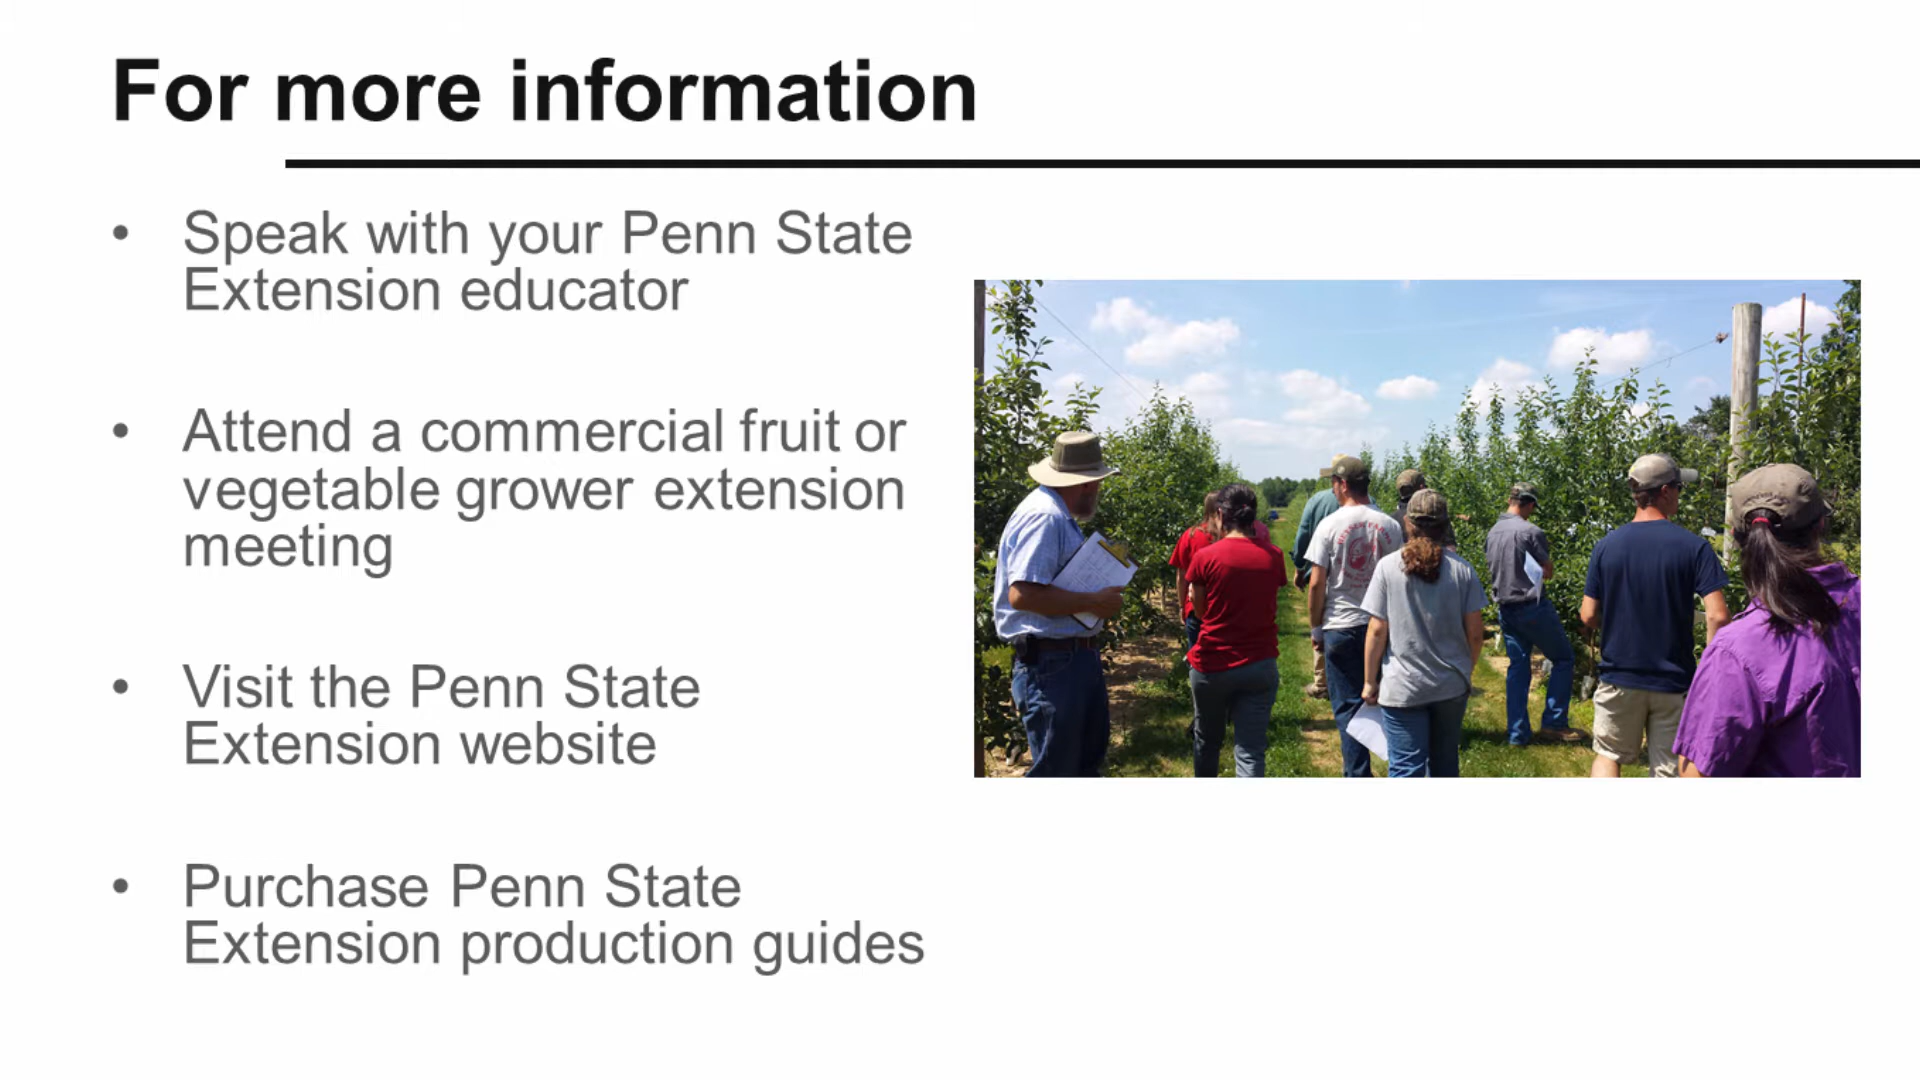 For more information
• Speak with your Penn State
Extension educator
• Attend a commercial fruit or
vegetable grower extension
meeting
• Visit the Penn State
Extension website
• Purchase Penn State
Extension production guides